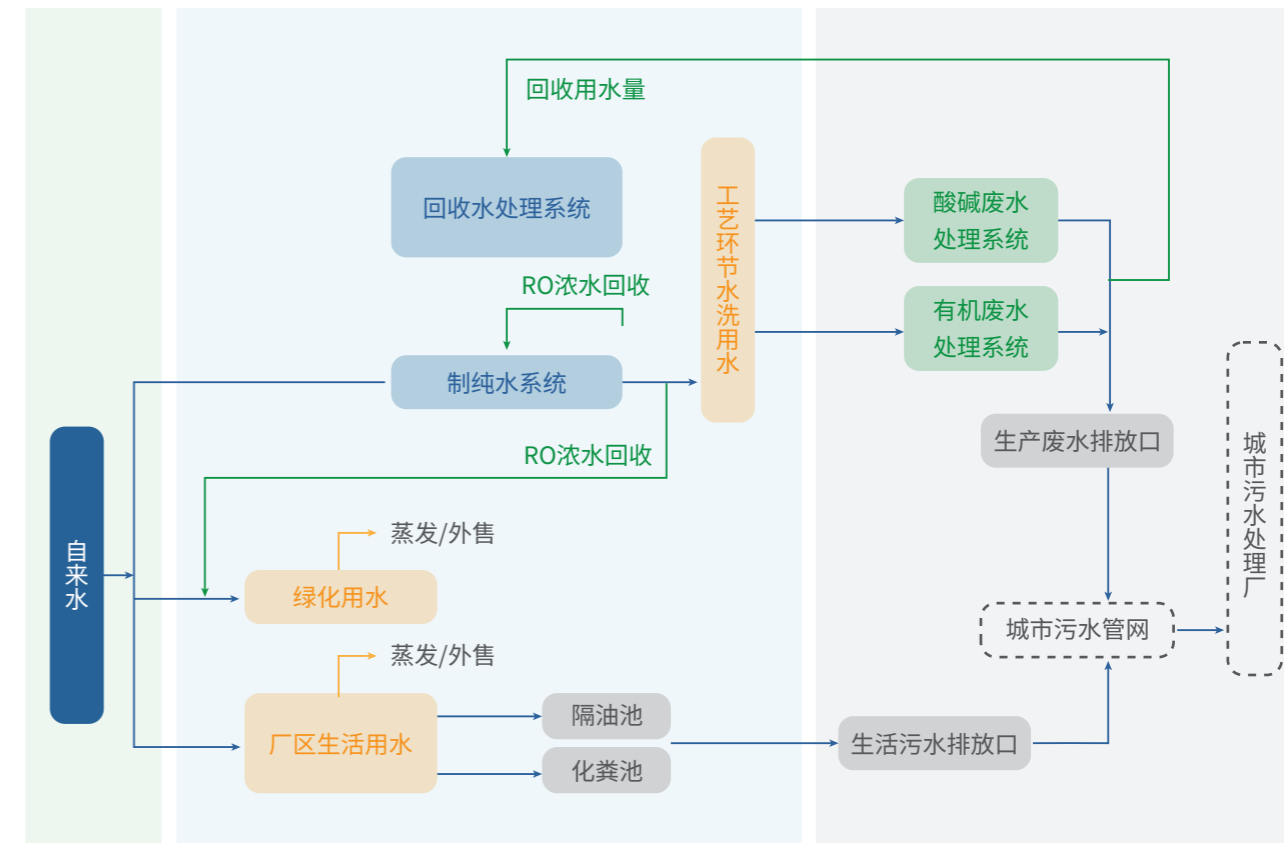 回收用水量
回收水处理系统
RO浓水回收
制纯水系统
RO浓水回收
工艺环节水洗用水
酸碱废水
处理系统
有机废水
处理系统
生产废水排放口
城市污水处理厂
自来水
蒸发/外售
绿化用水
城市污水管网
蒸发/外售
厂区生活用水
隔油池
化粪池
生活污水排放口